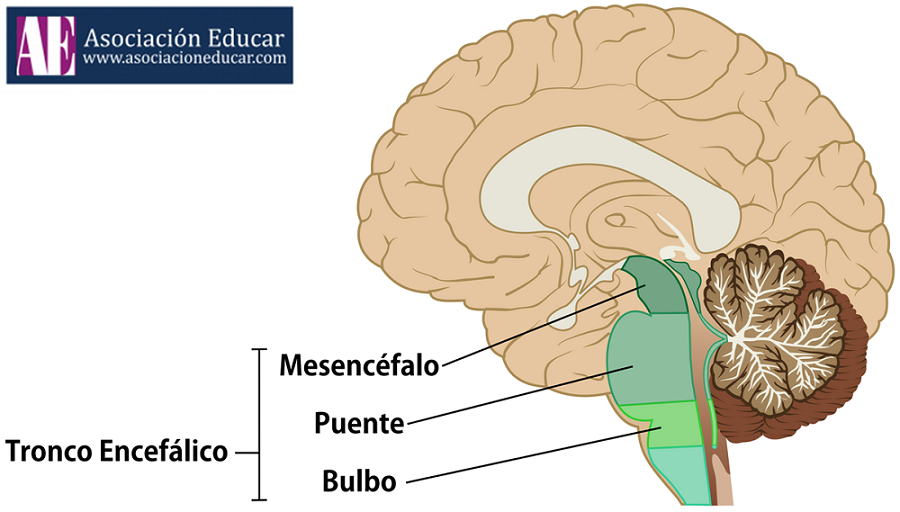 AE
Asociación Educar
www.asociacioneducar.com
Mesencéfalo
Puente
Tronco Encefálico
Bulbo